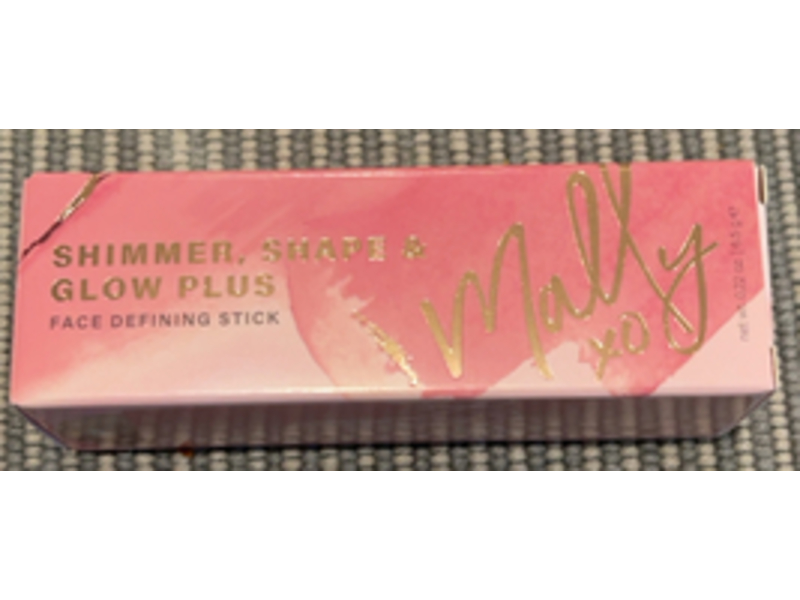 SHIMMER, SHAPE &
GLOW PLUS
FACE DEFINING STICK
Mally
xo